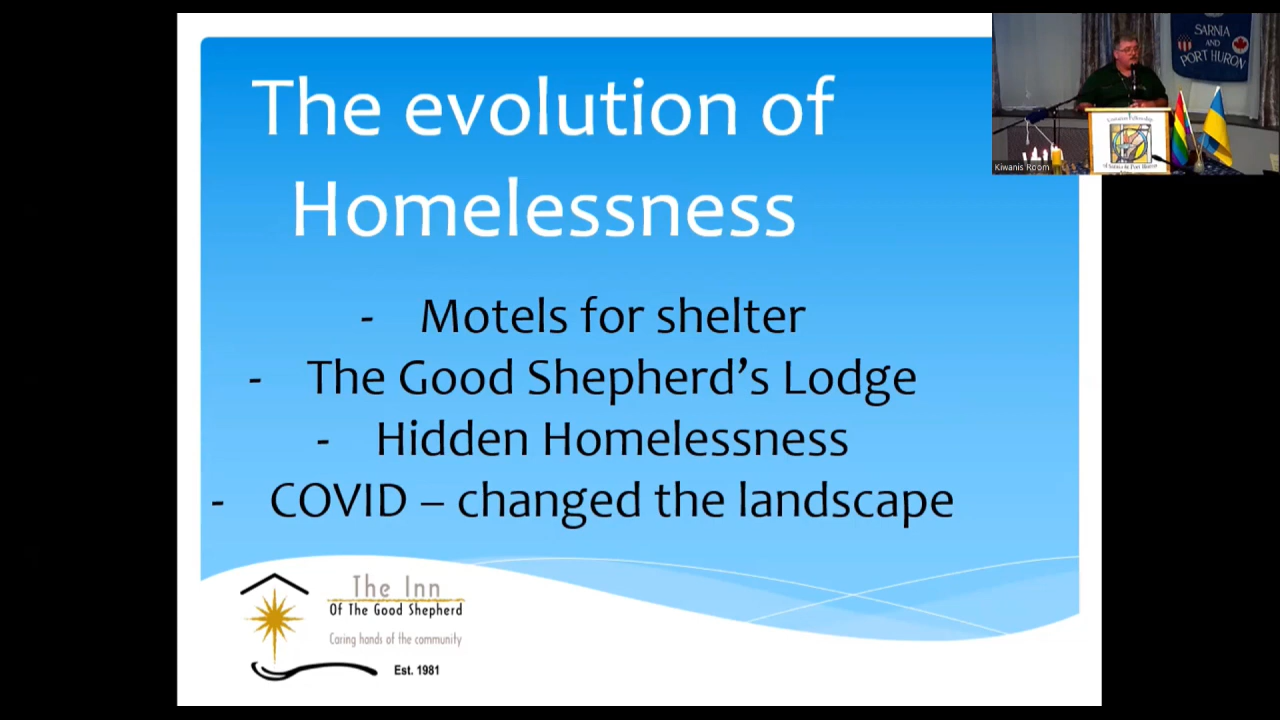 The evolution of
Homelessness
- Motels for shelter
- The Good Shepherd's Lodge
- Hidden Homelessness
- COVID – changed the landscape
The Inn
Of The Good Shepherd
Caring hands of the community
Est. 1981
SARNIA
AND
PORT HURON
Kiwanis Room